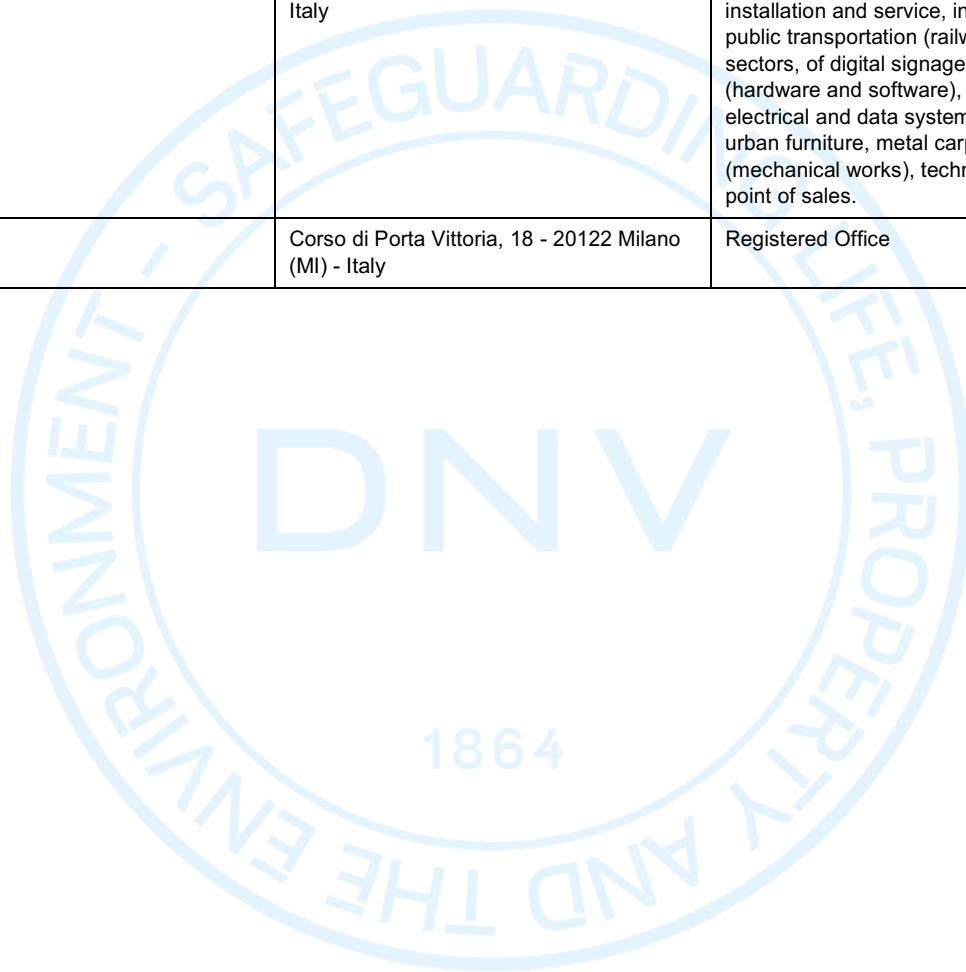 Italy
installation and service, in
public transportation (railw
sectors, of digital signage
(hardware and software),
electrical and data system
urban furniture, metal carp
(mechanical works), techn
point of sales.
Corso di Porta Vittoria, 18 - 20122 Milano
(MI) - Italy
Registered Office
SAFEGUARDING LIFE, PROPERTY AND THE ENVIRONMENT -
DNV
1864